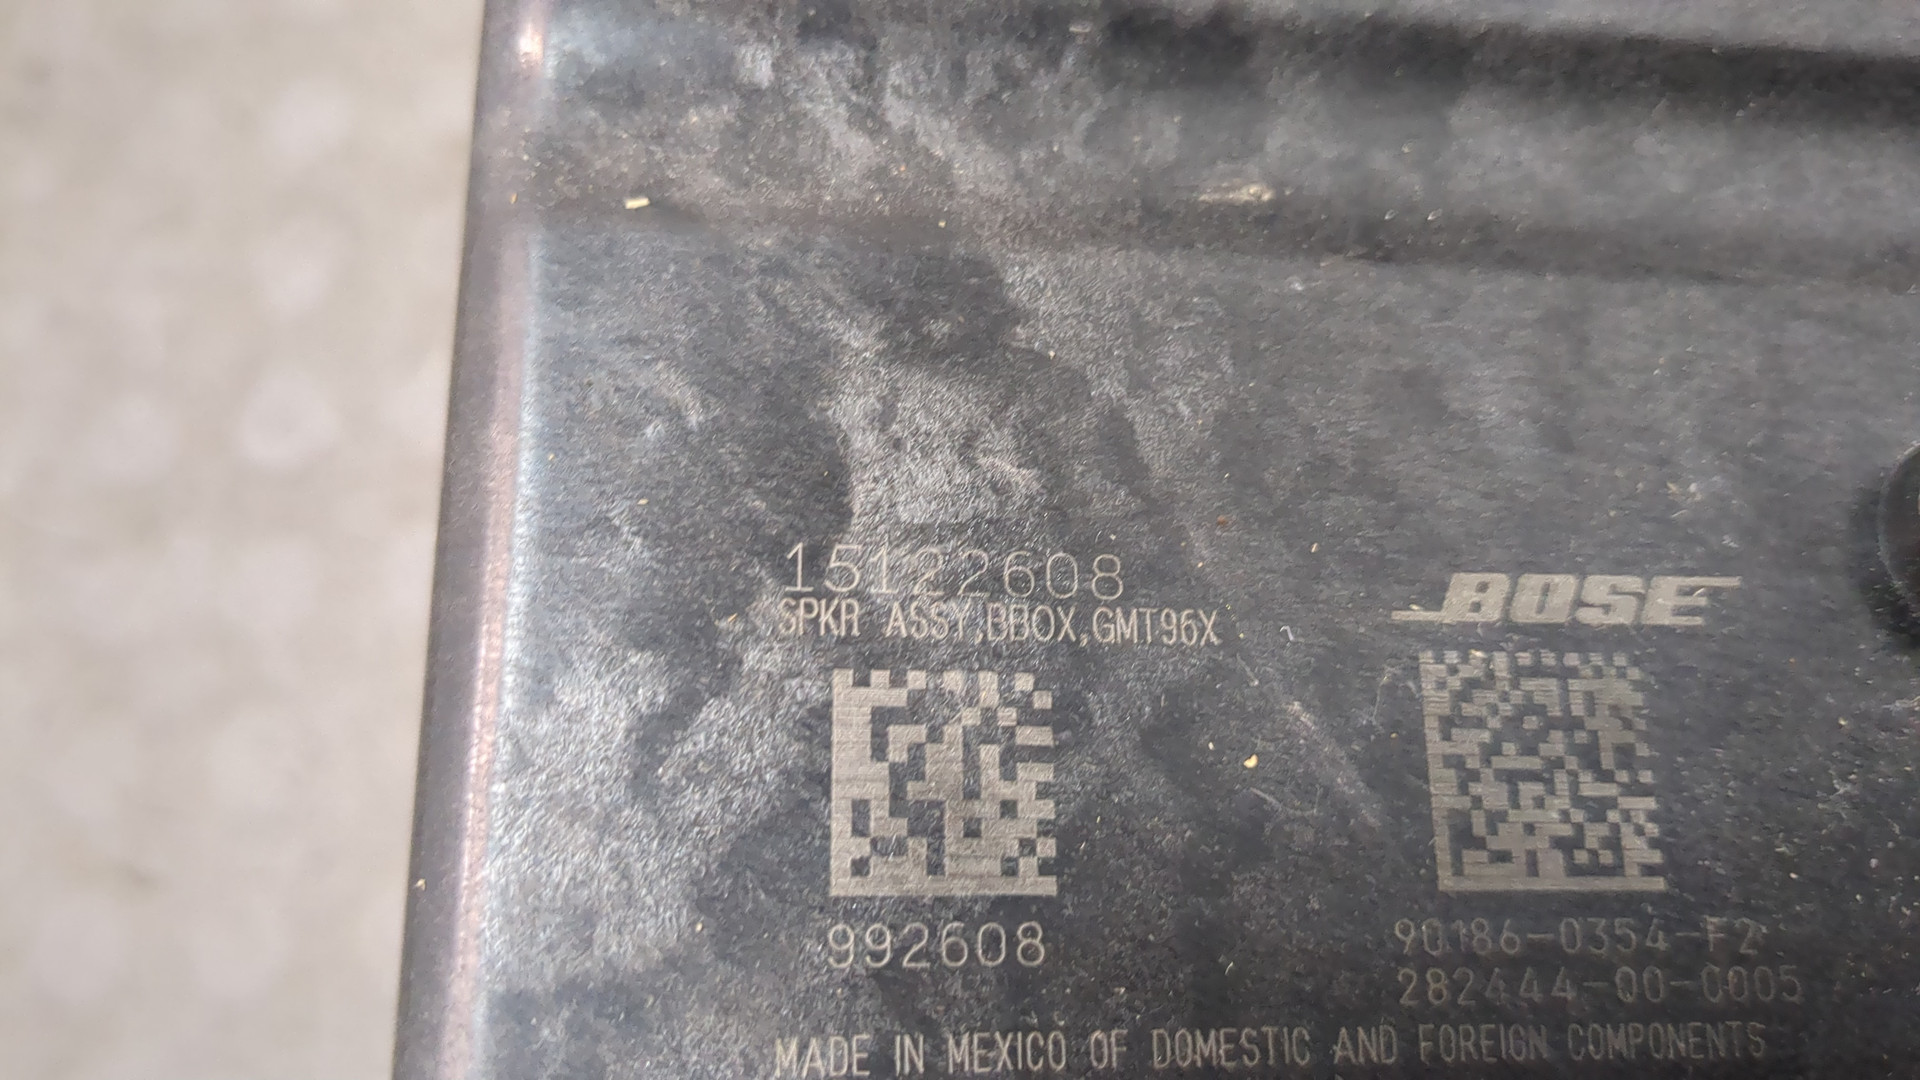 15122608
SPKR ASSY,BBOX,GMT96X
BOSE
992608
90186-0354-F2
282444-00-0005
MADE IN MEXICO OF DOMESTIC AND FOREIGN COMPONENTS